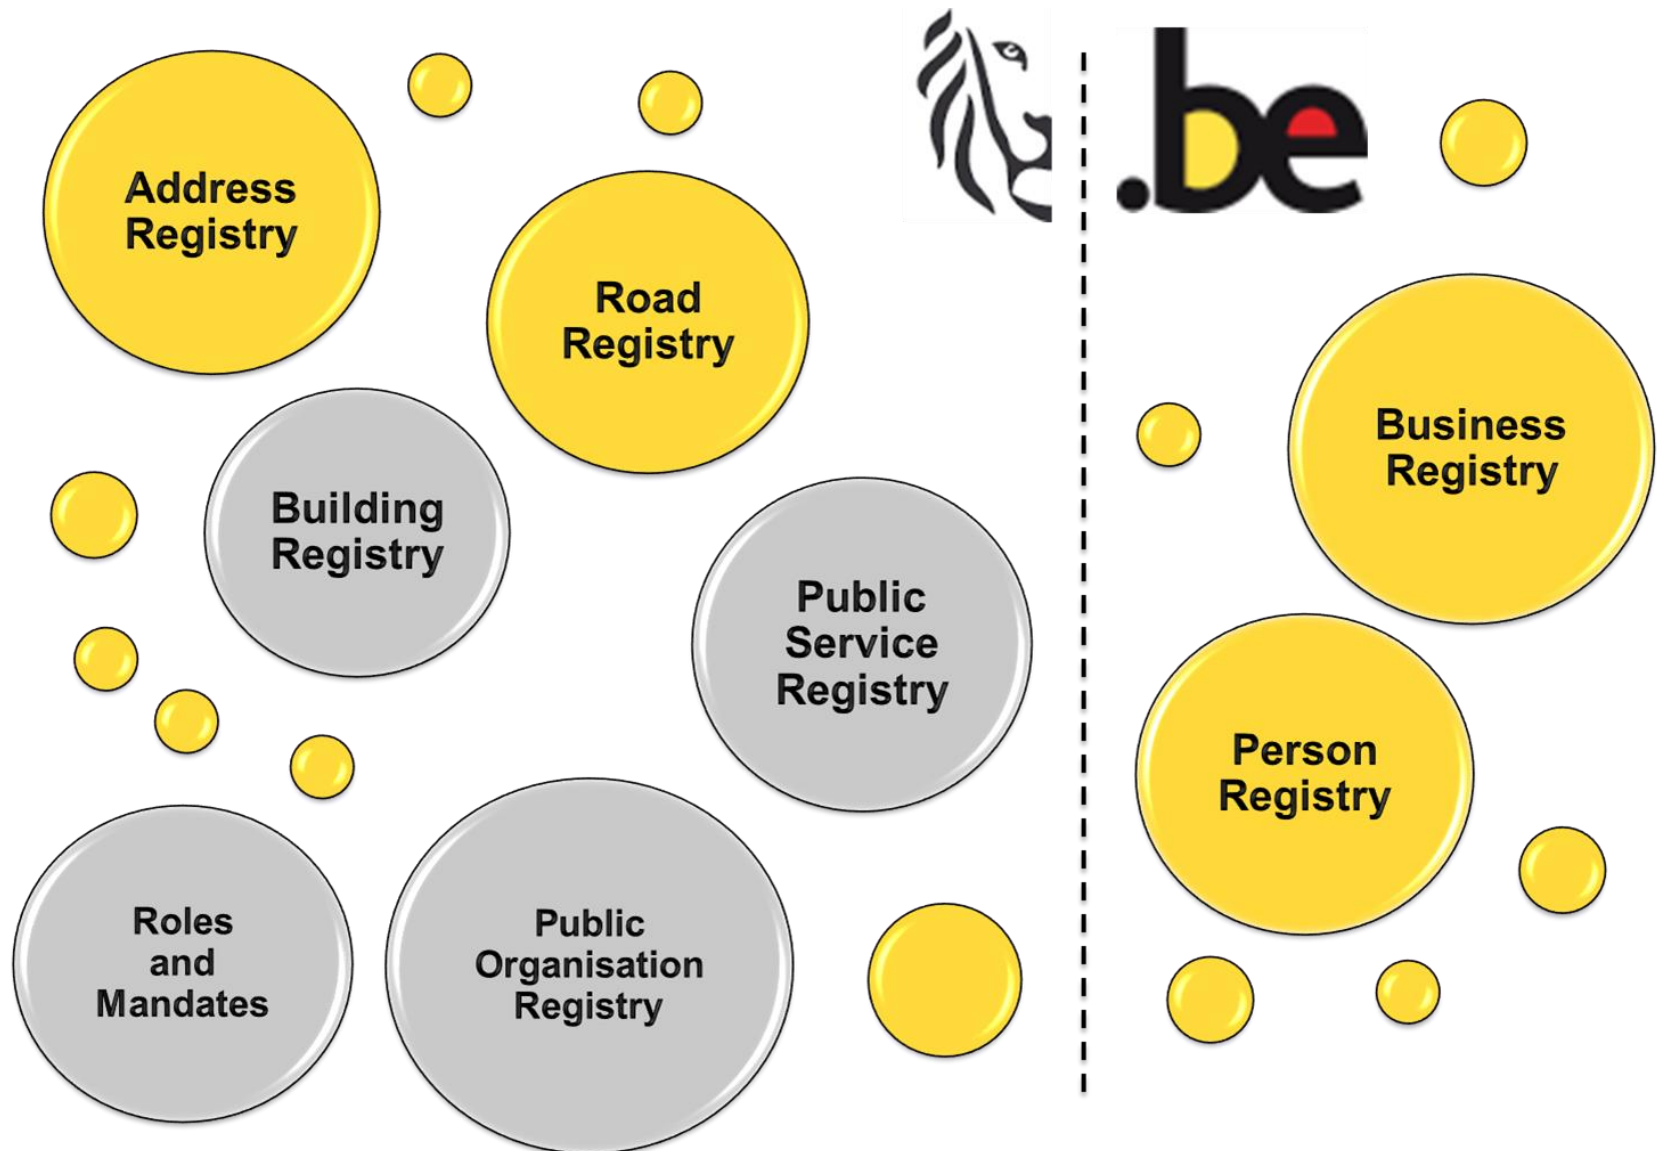 .be
Address
Registry
Road
Registry
Business
Registry
Building
Registry
Public
Service
Registry
Person
Registry
Roles
and
Mandates
Public
Organisation
Registry